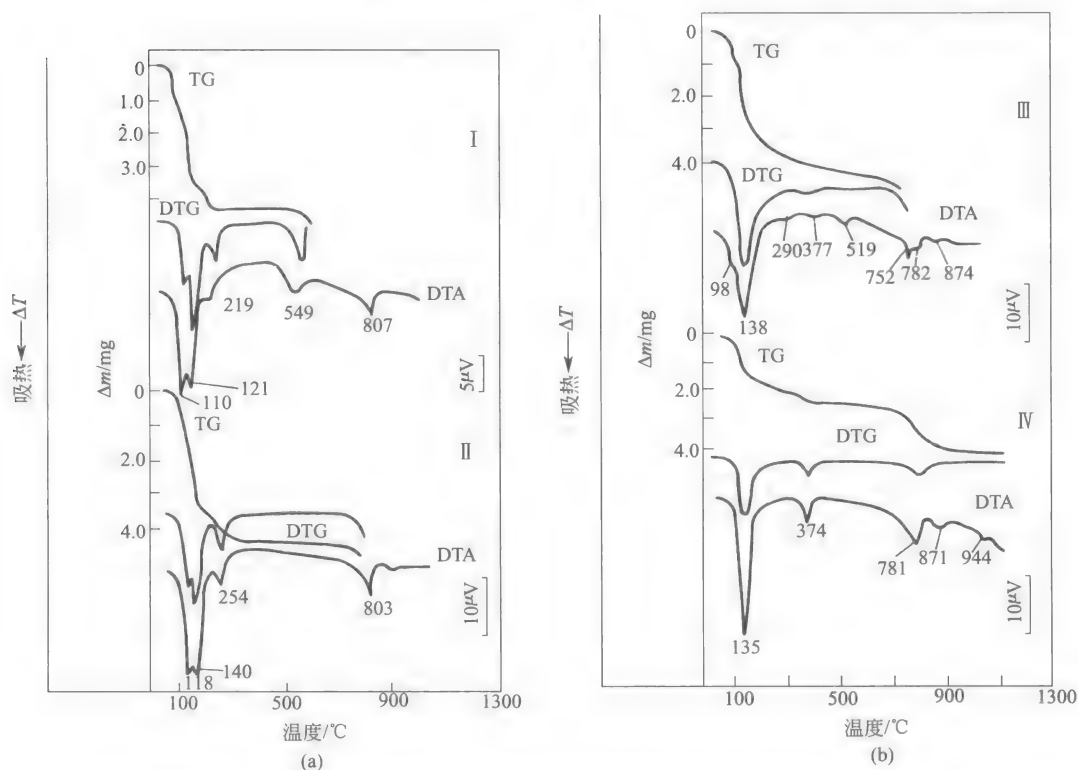 0
1.0
2.0
3.0
TG
I
DTG
219
549
807
DTA
110
121
5μV
Δm/mg
吸热←ΔT
0
2.0
4.0
TG
II
DTG
DTA
254
803
140
118
10μV
100
500
900
1300
温度/℃
(a)
0
2.0
4.0
TG
III
DTG
DTA
290
377
519
752
782
874
98
138
10μV
Δm/mg
吸热←ΔT
0
2.0
4.0
TG
IV
DTG
DTA
374
781
871
944
135
10μV
100
500
900
1300
温度/℃
(b)